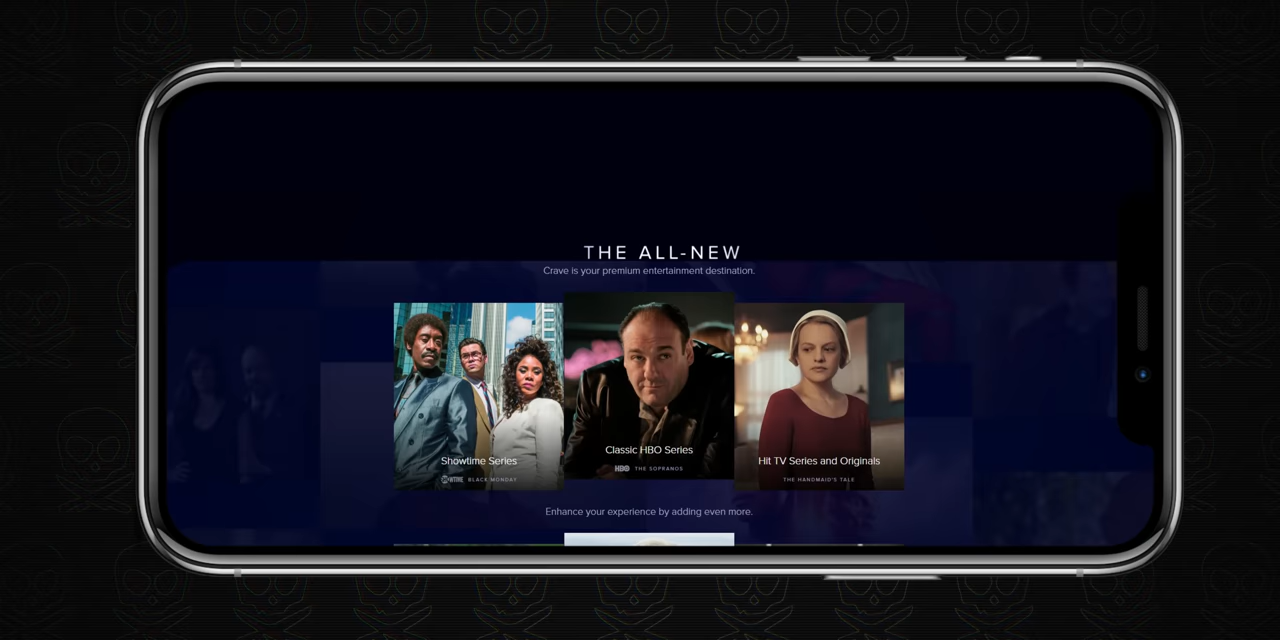 THE ALL-NEW
Crave is your premium entertainment destination.
Classic HBO Series
HBO THE SOPRANOS
Showtime Series
SHOWTIME BLACK MONDAY
Hit TV Series and Originals
THE HANDMAID'S TALE
Enhance your experience by adding even more.